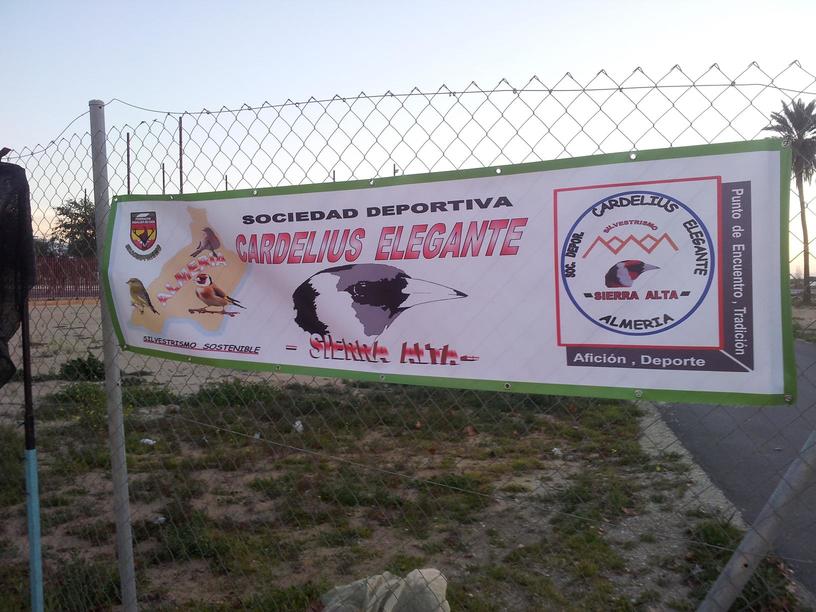 SOCIEDAD DEPORTIVA
CARDELIUS ELEGANTE
- SIERRA ALTA -
ALMERIA
SILVESTRISMO SOSTENIBLE
SOC. DEPOR. CARDELIUS ELEGANTE
SILVESTRISMO
- SIERRA ALTA -
ALMERIA
Punto de Encuentro , Tradición
Afición , Deporte